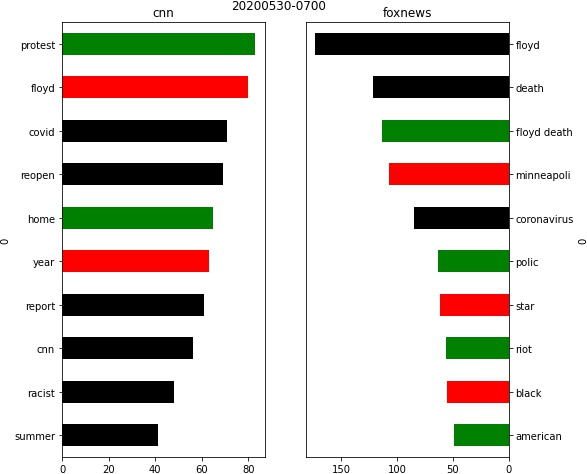 20200530-0700
cnn
foxnews
protest
floyd
covid
reopen
home
year
report
cnn
racist
summer
0 20 40 60 80
0
floyd
death
floyd death
minneapoli
coronavirus
polic
star
riot
black
american
150 100 50 0
0